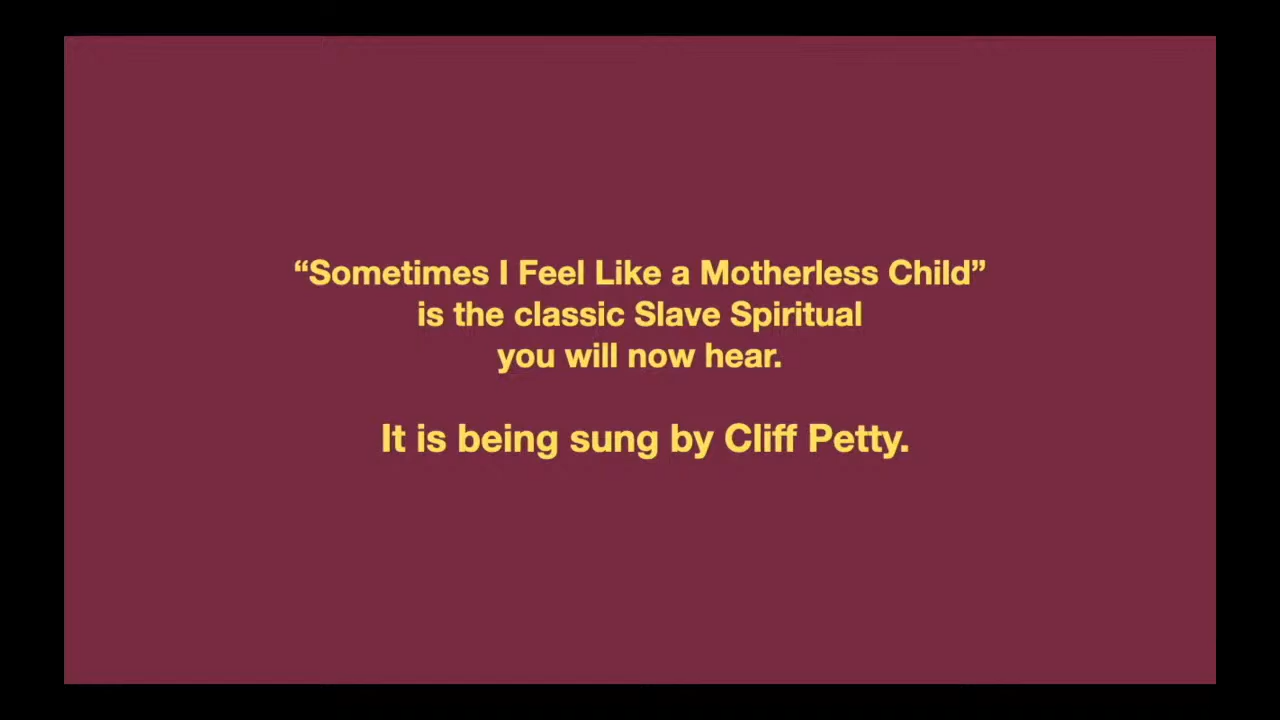 “Sometimes I Feel Like a Motherless Child”
is the classic Slave Spiritual
you will now hear.
It is being sung by Cliff Petty.